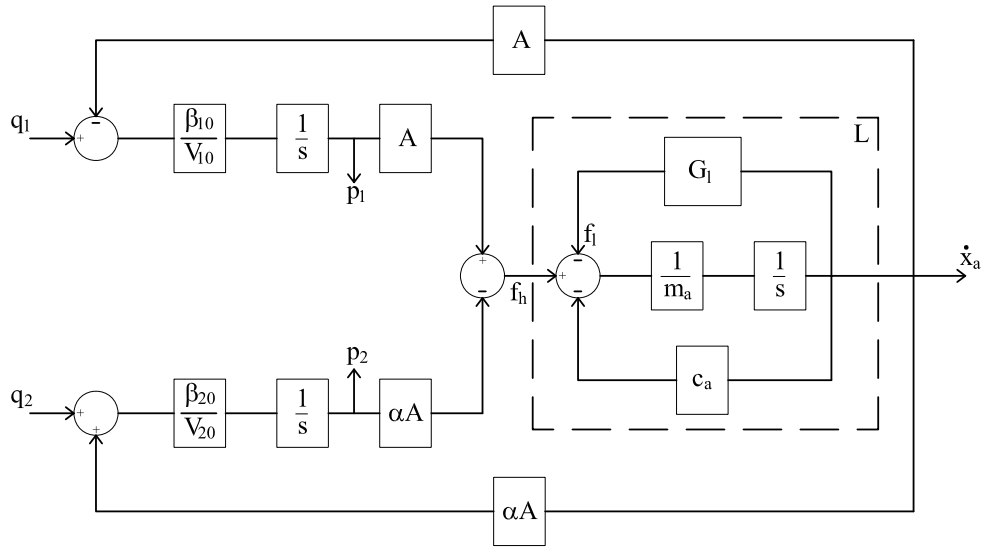 A
q₁
+
-
β₁₀
V₁₀
1
s
A
p₁
L
Gₗ
fₗ
+
-
fₕ
-
+
-
1
mₐ
1
s
ẋₐ
p₂
cₐ
q₂
+
+
β₂₀
V₂₀
1
s
αA
αA